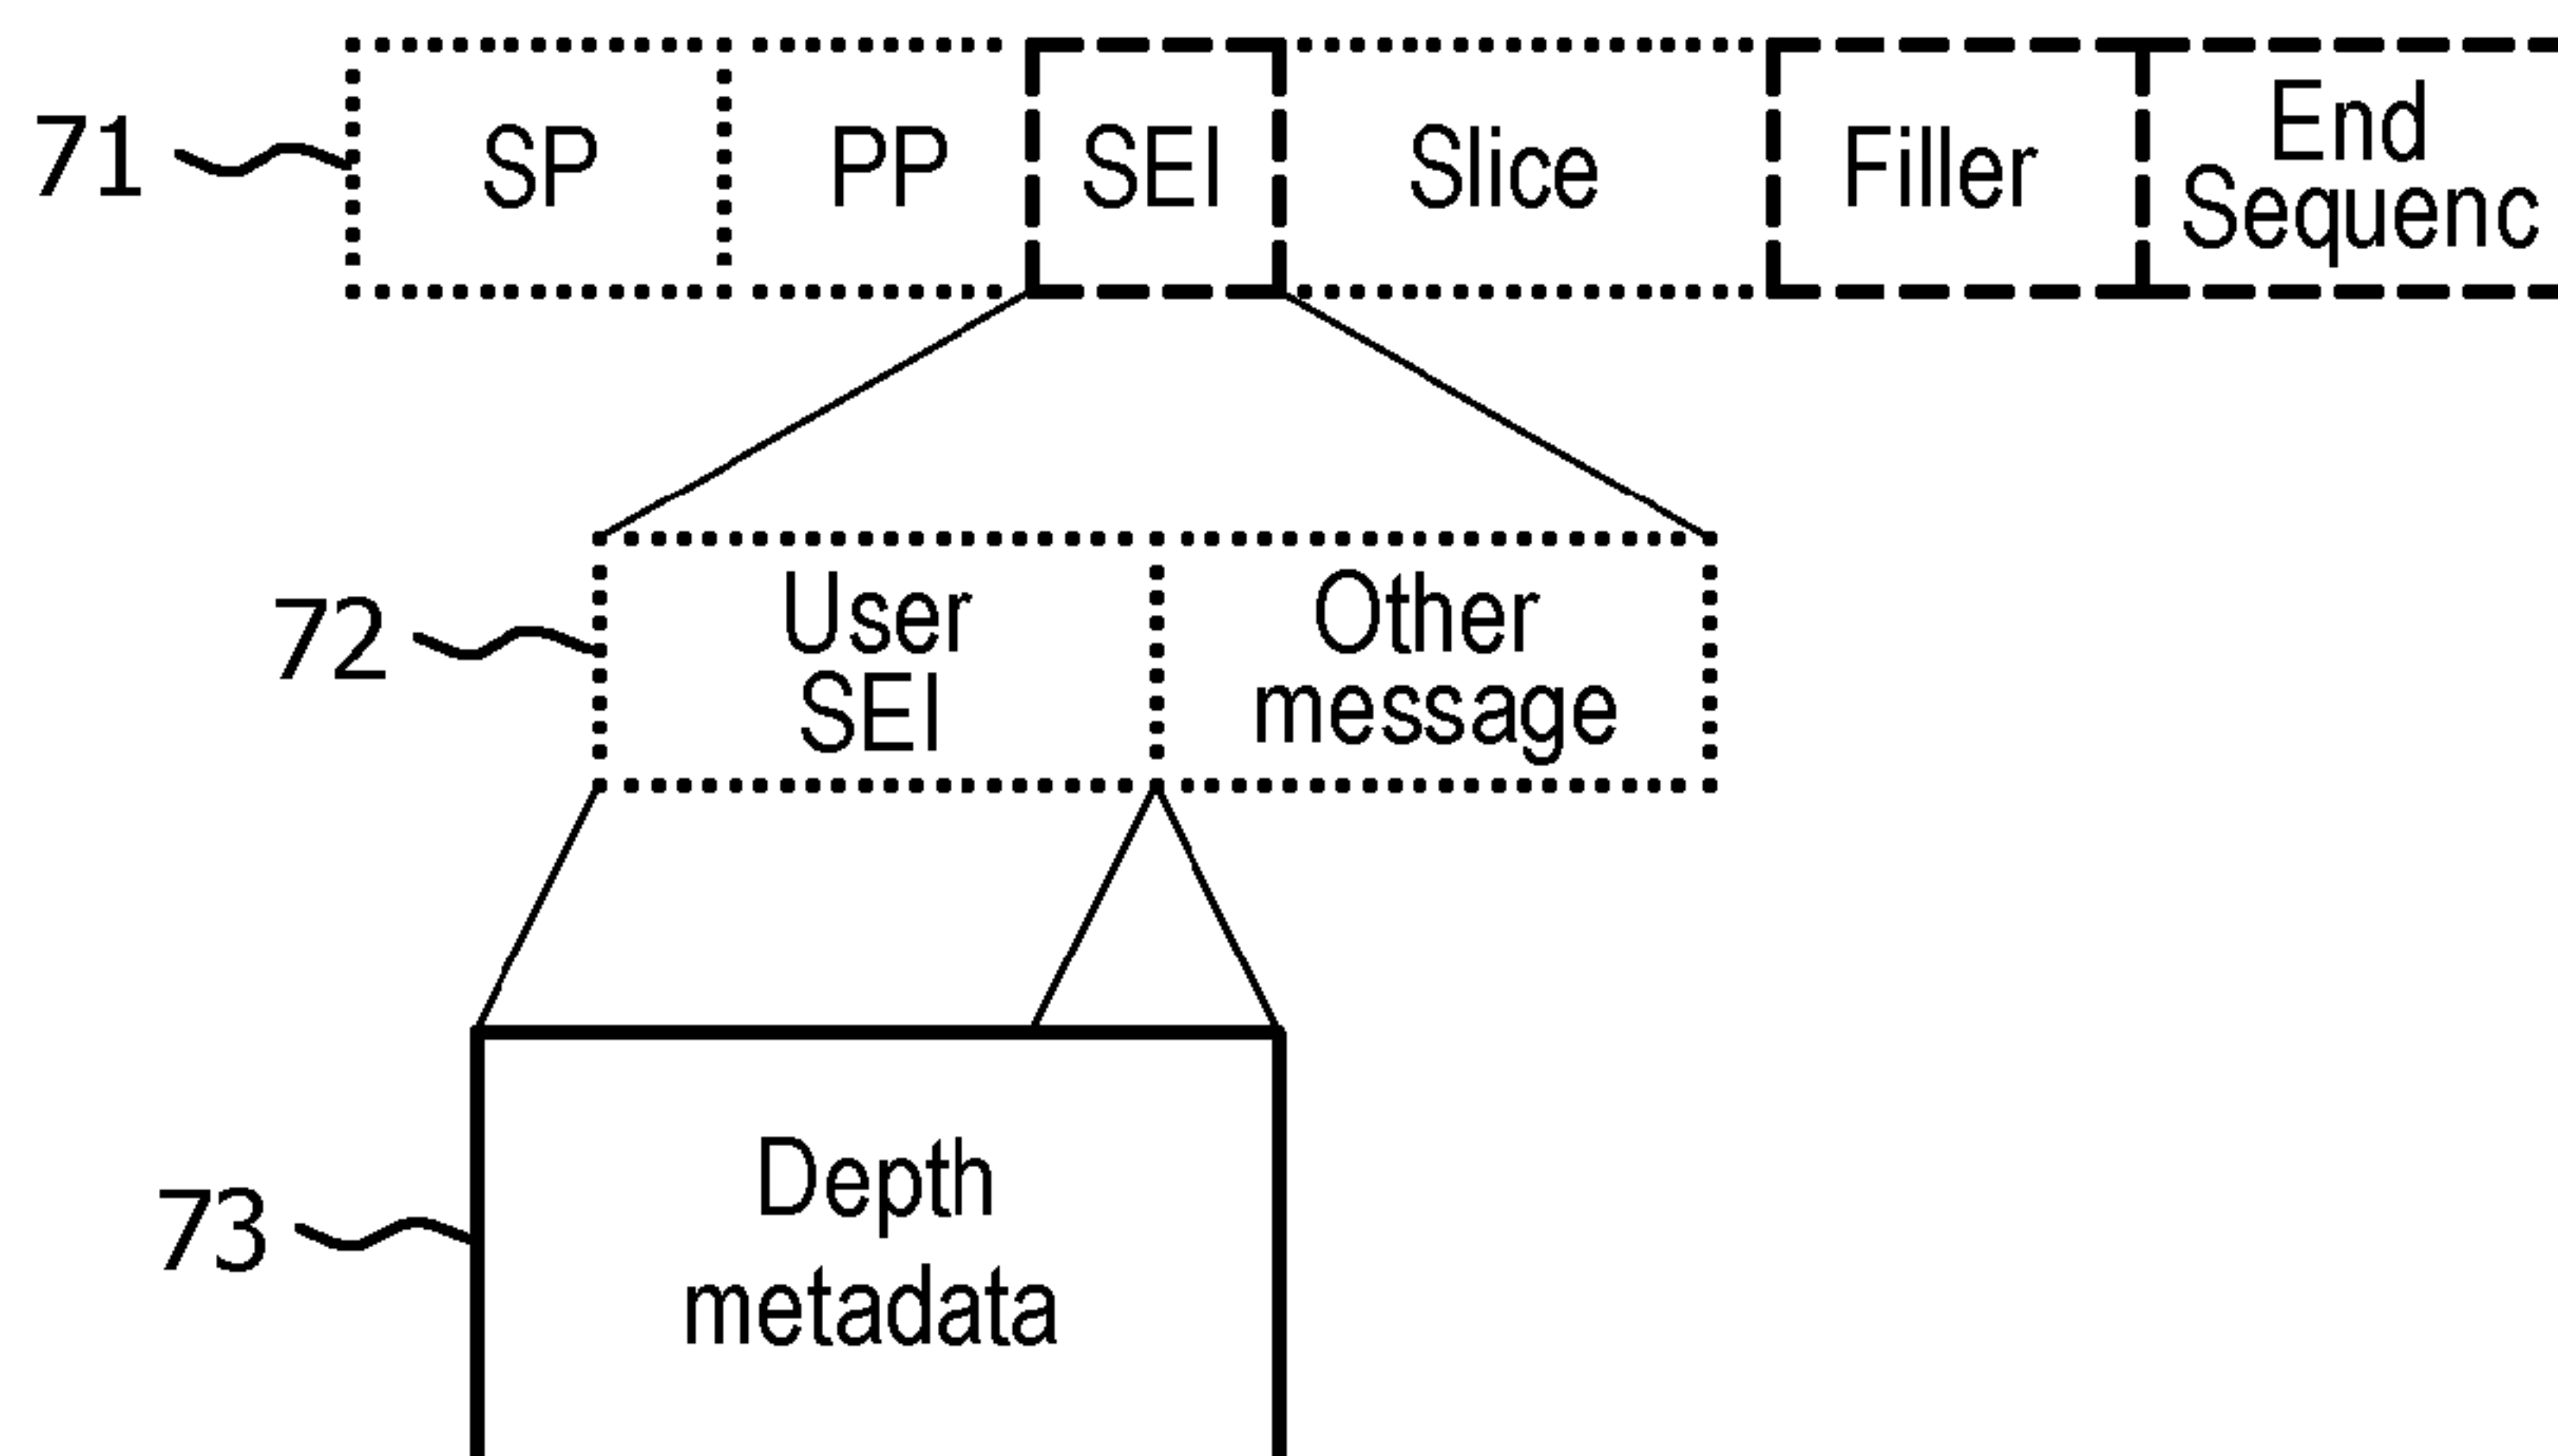 71 SP PP SEI Slice Filler End
Sequenc
72 User Other
SEI message
73 Depth
metadata